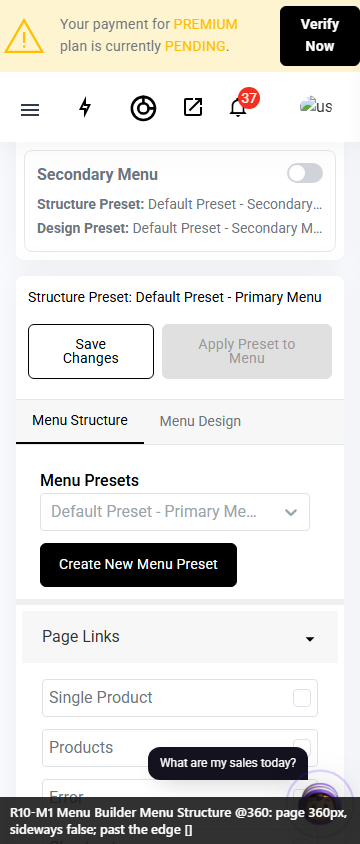 Your payment for PREMIUM
plan is currently PENDING.
Verify
Now
37
us
Secondary Menu
Structure Preset: Default Preset - Secondary...
Design Preset: Default Preset - Secondary M...
Structure Preset: Default Preset - Primary Menu
Save
Changes
Apply Preset to
Menu
Menu Structure
Menu Design
Menu Presets
Default Preset - Primary Me...
Create New Menu Preset
Page Links
Single Product
Products
What are my sales today?
Error
R10-M1 Menu Builder Menu Structure @360: page 360px,
sideways false; past the edge []